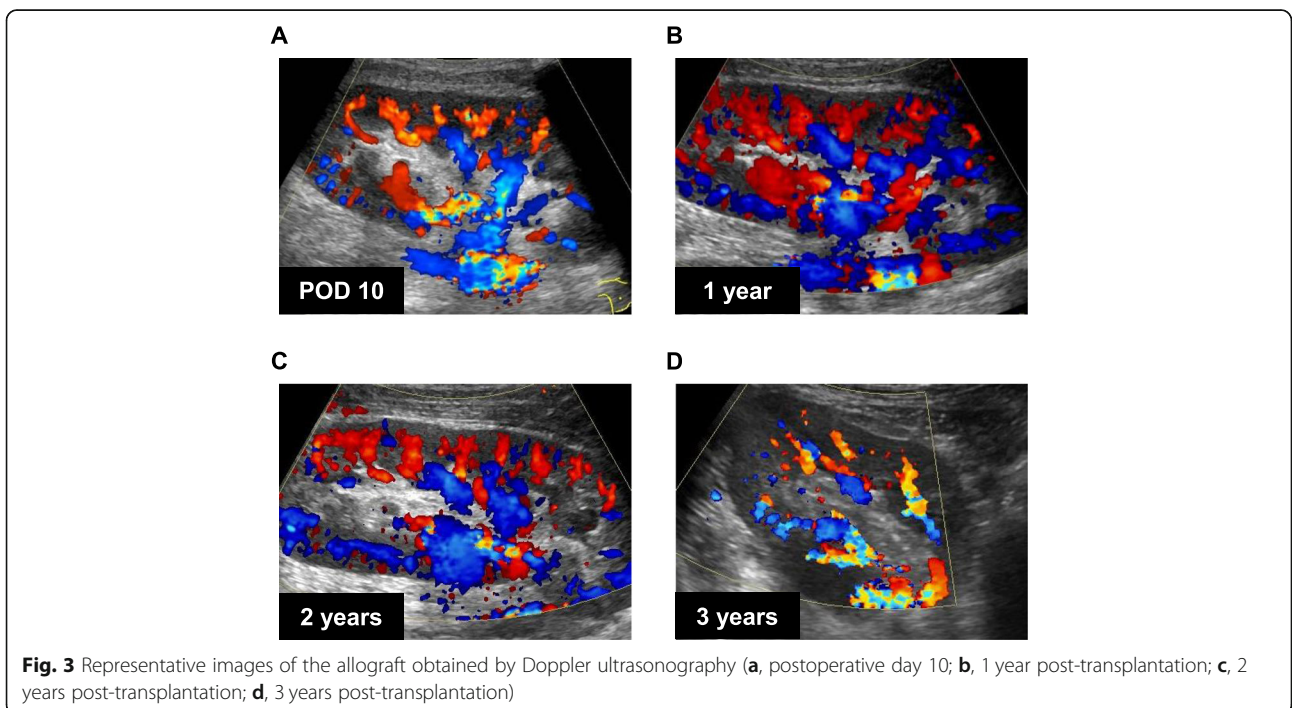 A
B
POD 10
1 year
C
D
2 years
3 years
Fig. 3 Representative images of the allograft obtained by Doppler ultrasonography (a, postoperative day 10; b, 1 year post-transplantation; c, 2
years post-transplantation; d, 3 years post-transplantation)